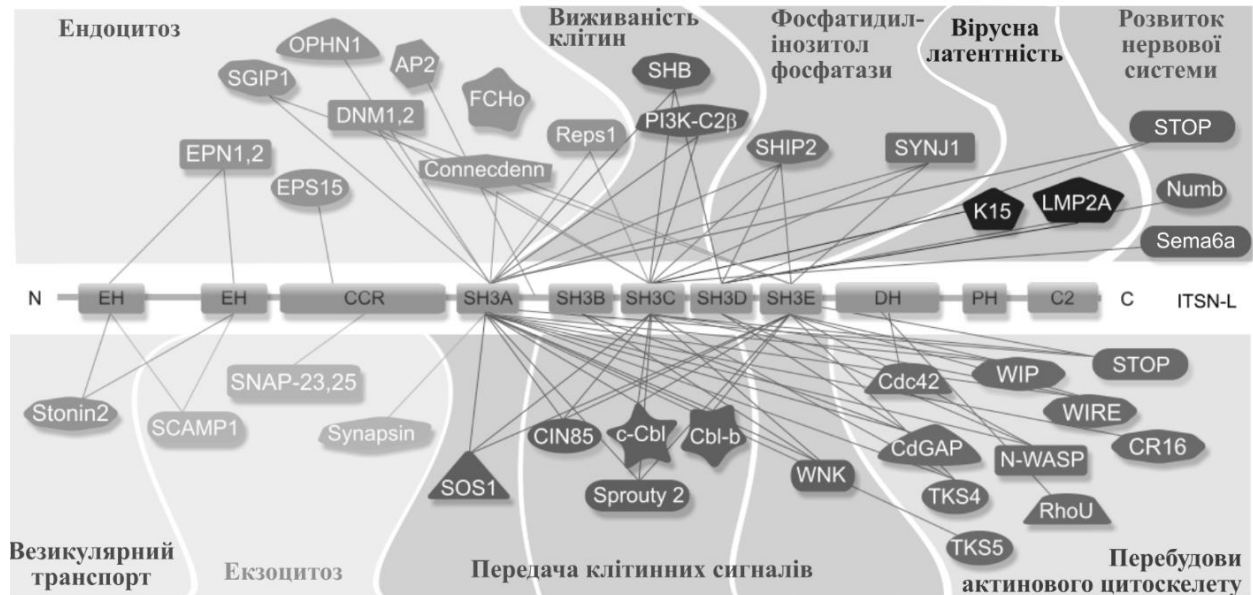 Ендоцитоз
Виживаність
клітин
Фосфатидил-
інозитол
фосфатази
Вірусна
латентність
Розвиток
нервової
системи
OPHN1
SGIP1
AP2
FCHo
DNM1,2
EPN1,2
EPS15
Connecdenn
Reps1
SHB
PI3K-C2β
SHIP2
SYNJ1
K15
LMP2A
STOP
Numb
Sema6a
N EH EH CCR SH3A SH3B SH3C SH3D SH3E DH PH C2 C ITSN-L
Stonin2
SCAMP1
SNAP-23,25
Synapsin
SOS1
CIN85
c-Cbl
Cbl-b
Sprouty 2
WNK
Cdc42
CdGAP
TKS4
TKS5
WIP
N-WASP
RhoU
STOP
WIRE
CR16
Везикулярний
транспорт
Екзоцитоз
Передача клітинних сигналів
Перебудови
актинового цитоскелету